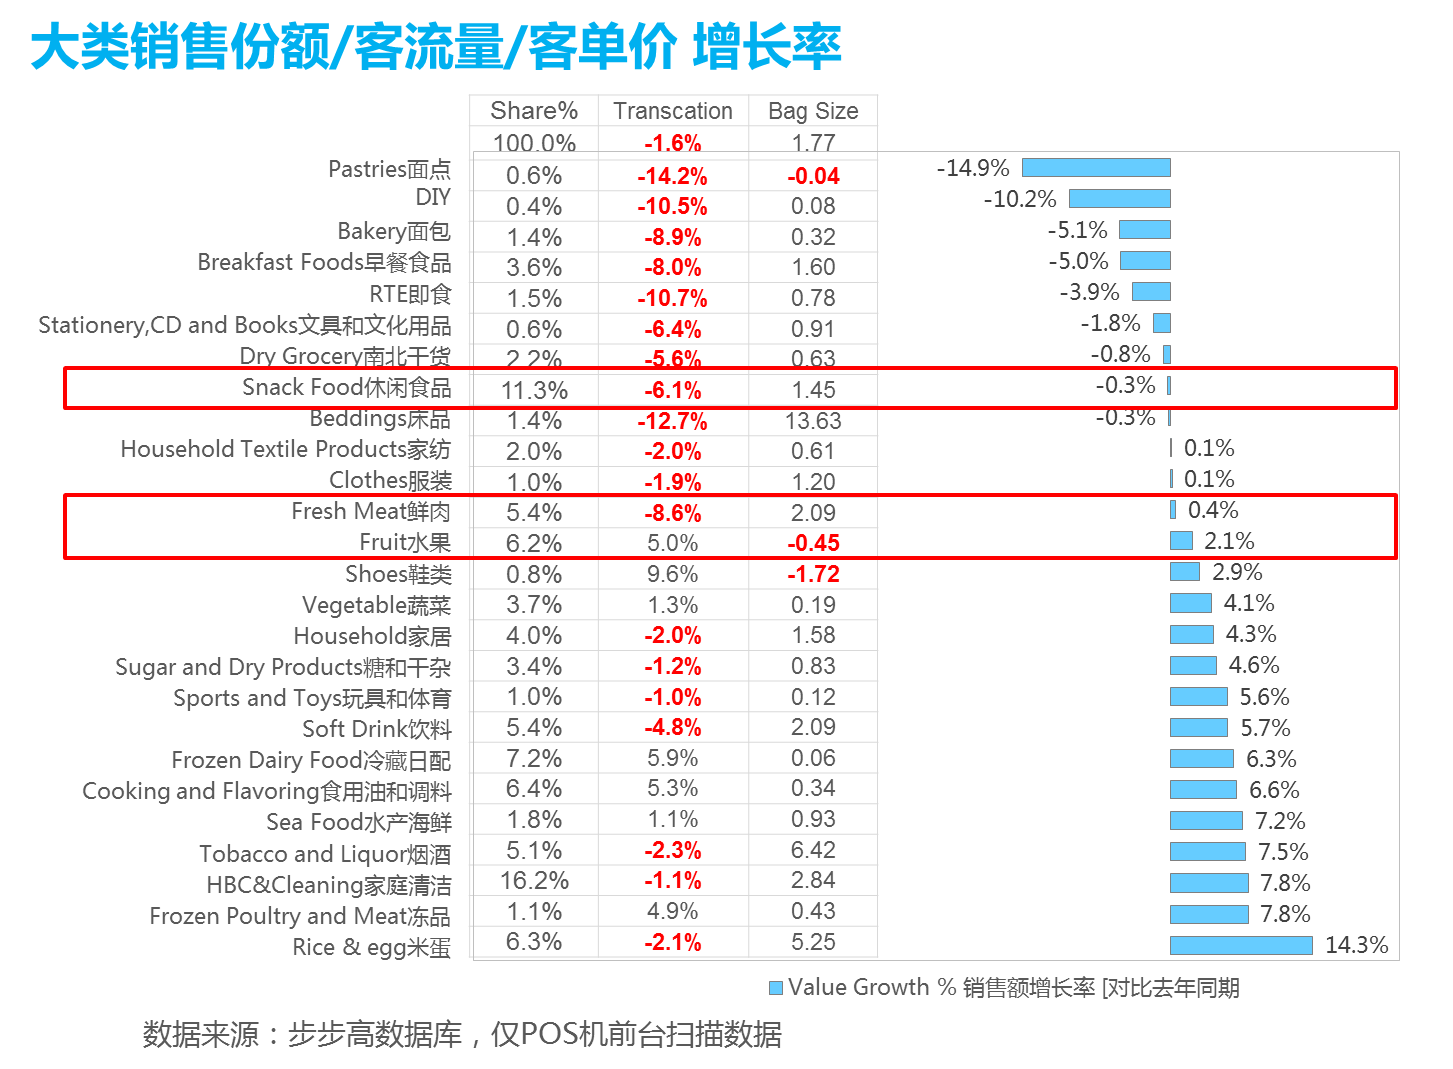 大类销售份额/客流量/客单价 增长率
Share% Transcation Bag Size
100.0% -1.6% 1.77
Pastries面点 0.6% -14.2% -0.04 -14.9%
DIY 0.4% -10.5% 0.08 -10.2%
Bakery面包 1.4% -8.9% 0.32 -5.1%
Breakfast Foods早餐食品 3.6% -8.0% 1.60 -5.0%
RTE即食 1.5% -10.7% 0.78 -3.9%
Stationery,CD and Books文具和文化用品 0.6% -6.4% 0.91 -1.8%
Dry Grocery南北干货 2.2% -5.6% 0.63 -0.8%
Snack Food休闲食品 11.3% -6.1% 1.45 -0.3%
Beddings床品 1.4% -12.7% 13.63 -0.3%
Household Textile Products家纺 2.0% -2.0% 0.61 0.1%
Clothes服装 1.0% -1.9% 1.20 0.1%
Fresh Meat鲜肉 5.4% -8.6% 2.09 0.4%
Fruit水果 6.2% 5.0% -0.45 2.1%
Shoes鞋类 0.8% 9.6% -1.72 2.9%
Vegetable蔬菜 3.7% 1.3% 0.19 4.1%
Household家居 4.0% -2.0% 1.58 4.3%
Sugar and Dry Products糖和干杂 3.4% -1.2% 0.83 4.6%
Sports and Toys玩具和体育 1.0% -1.0% 0.12 5.6%
Soft Drink饮料 5.4% -4.8% 2.09 5.7%
Frozen Dairy Food冷藏日配 7.2% 5.9% 0.06 6.3%
Cooking and Flavoring食用油和调料 6.4% 5.3% 0.34 6.6%
Sea Food水产海鲜 1.8% 1.1% 0.93 7.2%
Tobacco and Liquor烟酒 5.1% -2.3% 6.42 7.5%
HBC&Cleaning家庭清洁 16.2% -1.1% 2.84 7.8%
Frozen Poultry and Meat冻品 1.1% 4.9% 0.43 7.8%
Rice & egg米蛋 6.3% -2.1% 5.25 14.3%
Value Growth % 销售额增长率 [对比去年同期
数据来源：步步高数据库，仅POS机前台扫描数据